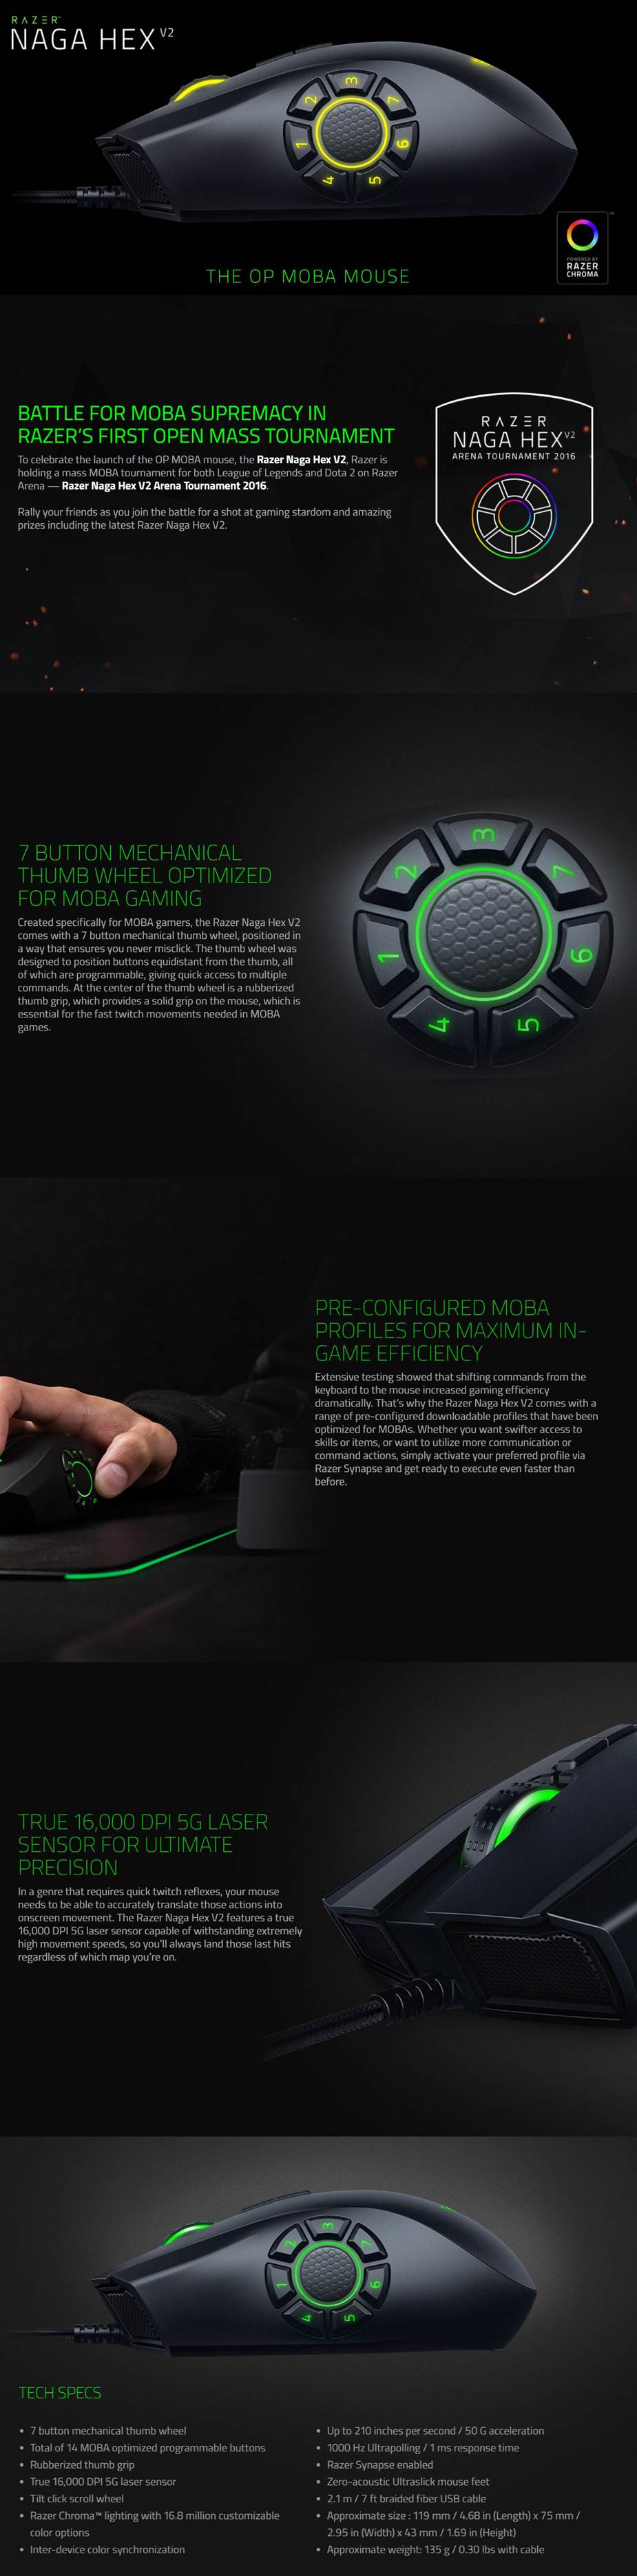 RAZER™
NAGA HEX V2
1
2
3
7
6
4
5
POWERED BY
RAZER
CHROMA
™
THE OP MOBA MOUSE
BATTLE FOR MOBA SUPREMACY IN
RAZER'S FIRST OPEN MASS TOURNAMENT
To celebrate the launch of the OP MOBA mouse, the Razer Naga Hex V2, Razer is
holding a mass MOBA tournament for both League of Legends and Dota 2 on Razer
Arena — Razer Naga Hex V2 Arena Tournament 2016.
Rally your friends as you join the battle for a shot at gaming stardom and amazing
prizes including the latest Razer Naga Hex V2.
RAZER
NAGA HEX V2
ARENA TOURNAMENT 2016
7 BUTTON MECHANICAL
THUMB WHEEL OPTIMIZED
FOR MOBA GAMING
Created specifically for MOBA gamers, the Razer Naga Hex V2
comes with a 7 button mechanical thumb wheel, positioned in
a way that ensures you never misclick. The thumb wheel was
designed to position buttons equidistant from the thumb, all
of which are programmable, giving quick access to multiple
commands. At the center of the thumb wheel is a rubberized
thumb grip, which provides a solid grip on the mouse, which is
essential for the fast twitch movements needed in MOBA
games.
1
2
3
7
6
4
5
PRE-CONFIGURED MOBA
PROFILES FOR MAXIMUM IN-
GAME EFFICIENCY
Extensive testing showed that shifting commands from the
keyboard to the mouse increased gaming efficiency
dramatically. That's why the Razer Naga Hex V2 comes with a
range of pre-configured downloadable profiles that have been
optimized for MOBAs. Whether you want swifter access to
skills or items, or want to utilize more communication or
command actions, simply activate your preferred profile via
Razer Synapse and get ready to execute even faster than
before.
TRUE 16,000 DPI 5G LASER
SENSOR FOR ULTIMATE
PRECISION
In a genre that requires quick twitch reflexes, your mouse
needs to be able to accurately translate those actions into
onscreen movement. The Razer Naga Hex V2 features a true
16,000 DPI 5G laser sensor capable of withstanding extremely
high movement speeds, so you'll always land those last hits
regardless of which map you're on.
1
2
3
7
6
4
5
TECH SPECS
• 7 button mechanical thumb wheel
• Total of 14 MOBA optimized programmable buttons
• Rubberized thumb grip
• True 16,000 DPI 5G laser sensor
• Tilt click scroll wheel
• Razer Chroma™ lighting with 16.8 million customizable
color options
• Inter-device color synchronization
• Up to 210 inches per second / 50 G acceleration
• 1000 Hz Ultrapolling / 1 ms response time
• Razer Synapse enabled
• Zero-acoustic Ultraslick mouse feet
• 2.1 m / 7 ft braided fiber USB cable
• Approximate size : 119 mm / 4.68 in (Length) x 75 mm /
2.95 in (Width) x 43 mm / 1.69 in (Height)
• Approximate weight: 135 g / 0.30 lbs with cable